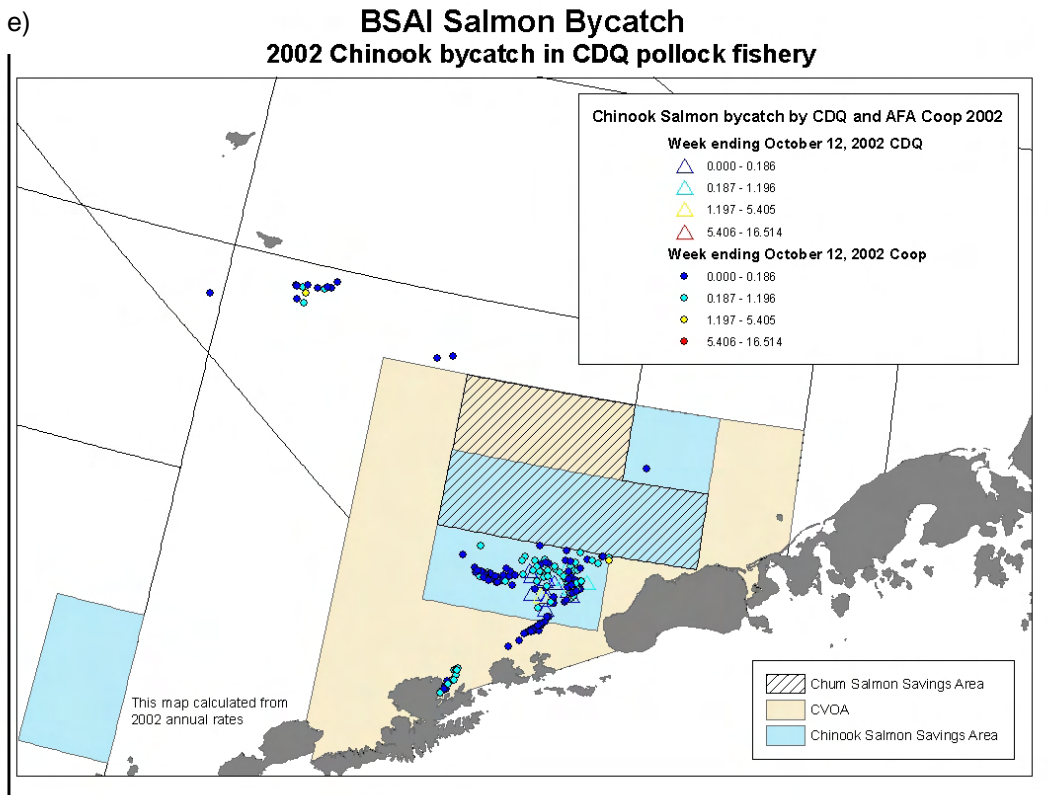 e)
BSAI Salmon Bycatch
2002 Chinook bycatch in CDQ pollock fishery
Chinook Salmon bycatch by CDQ and AFA Coop 2002
Week ending October 12, 2002 CDQ
0.000 - 0.186
0.187 - 1.196
1.197 - 5.405
5.406 - 16.514
Week ending October 12, 2002 Coop
0.000 - 0.186
0.187 - 1.196
1.197 - 5.405
5.406 - 16.514
This map calculated from
2002 annual rates
Chum Salmon Savings Area
CVOA
Chinook Salmon Savings Area